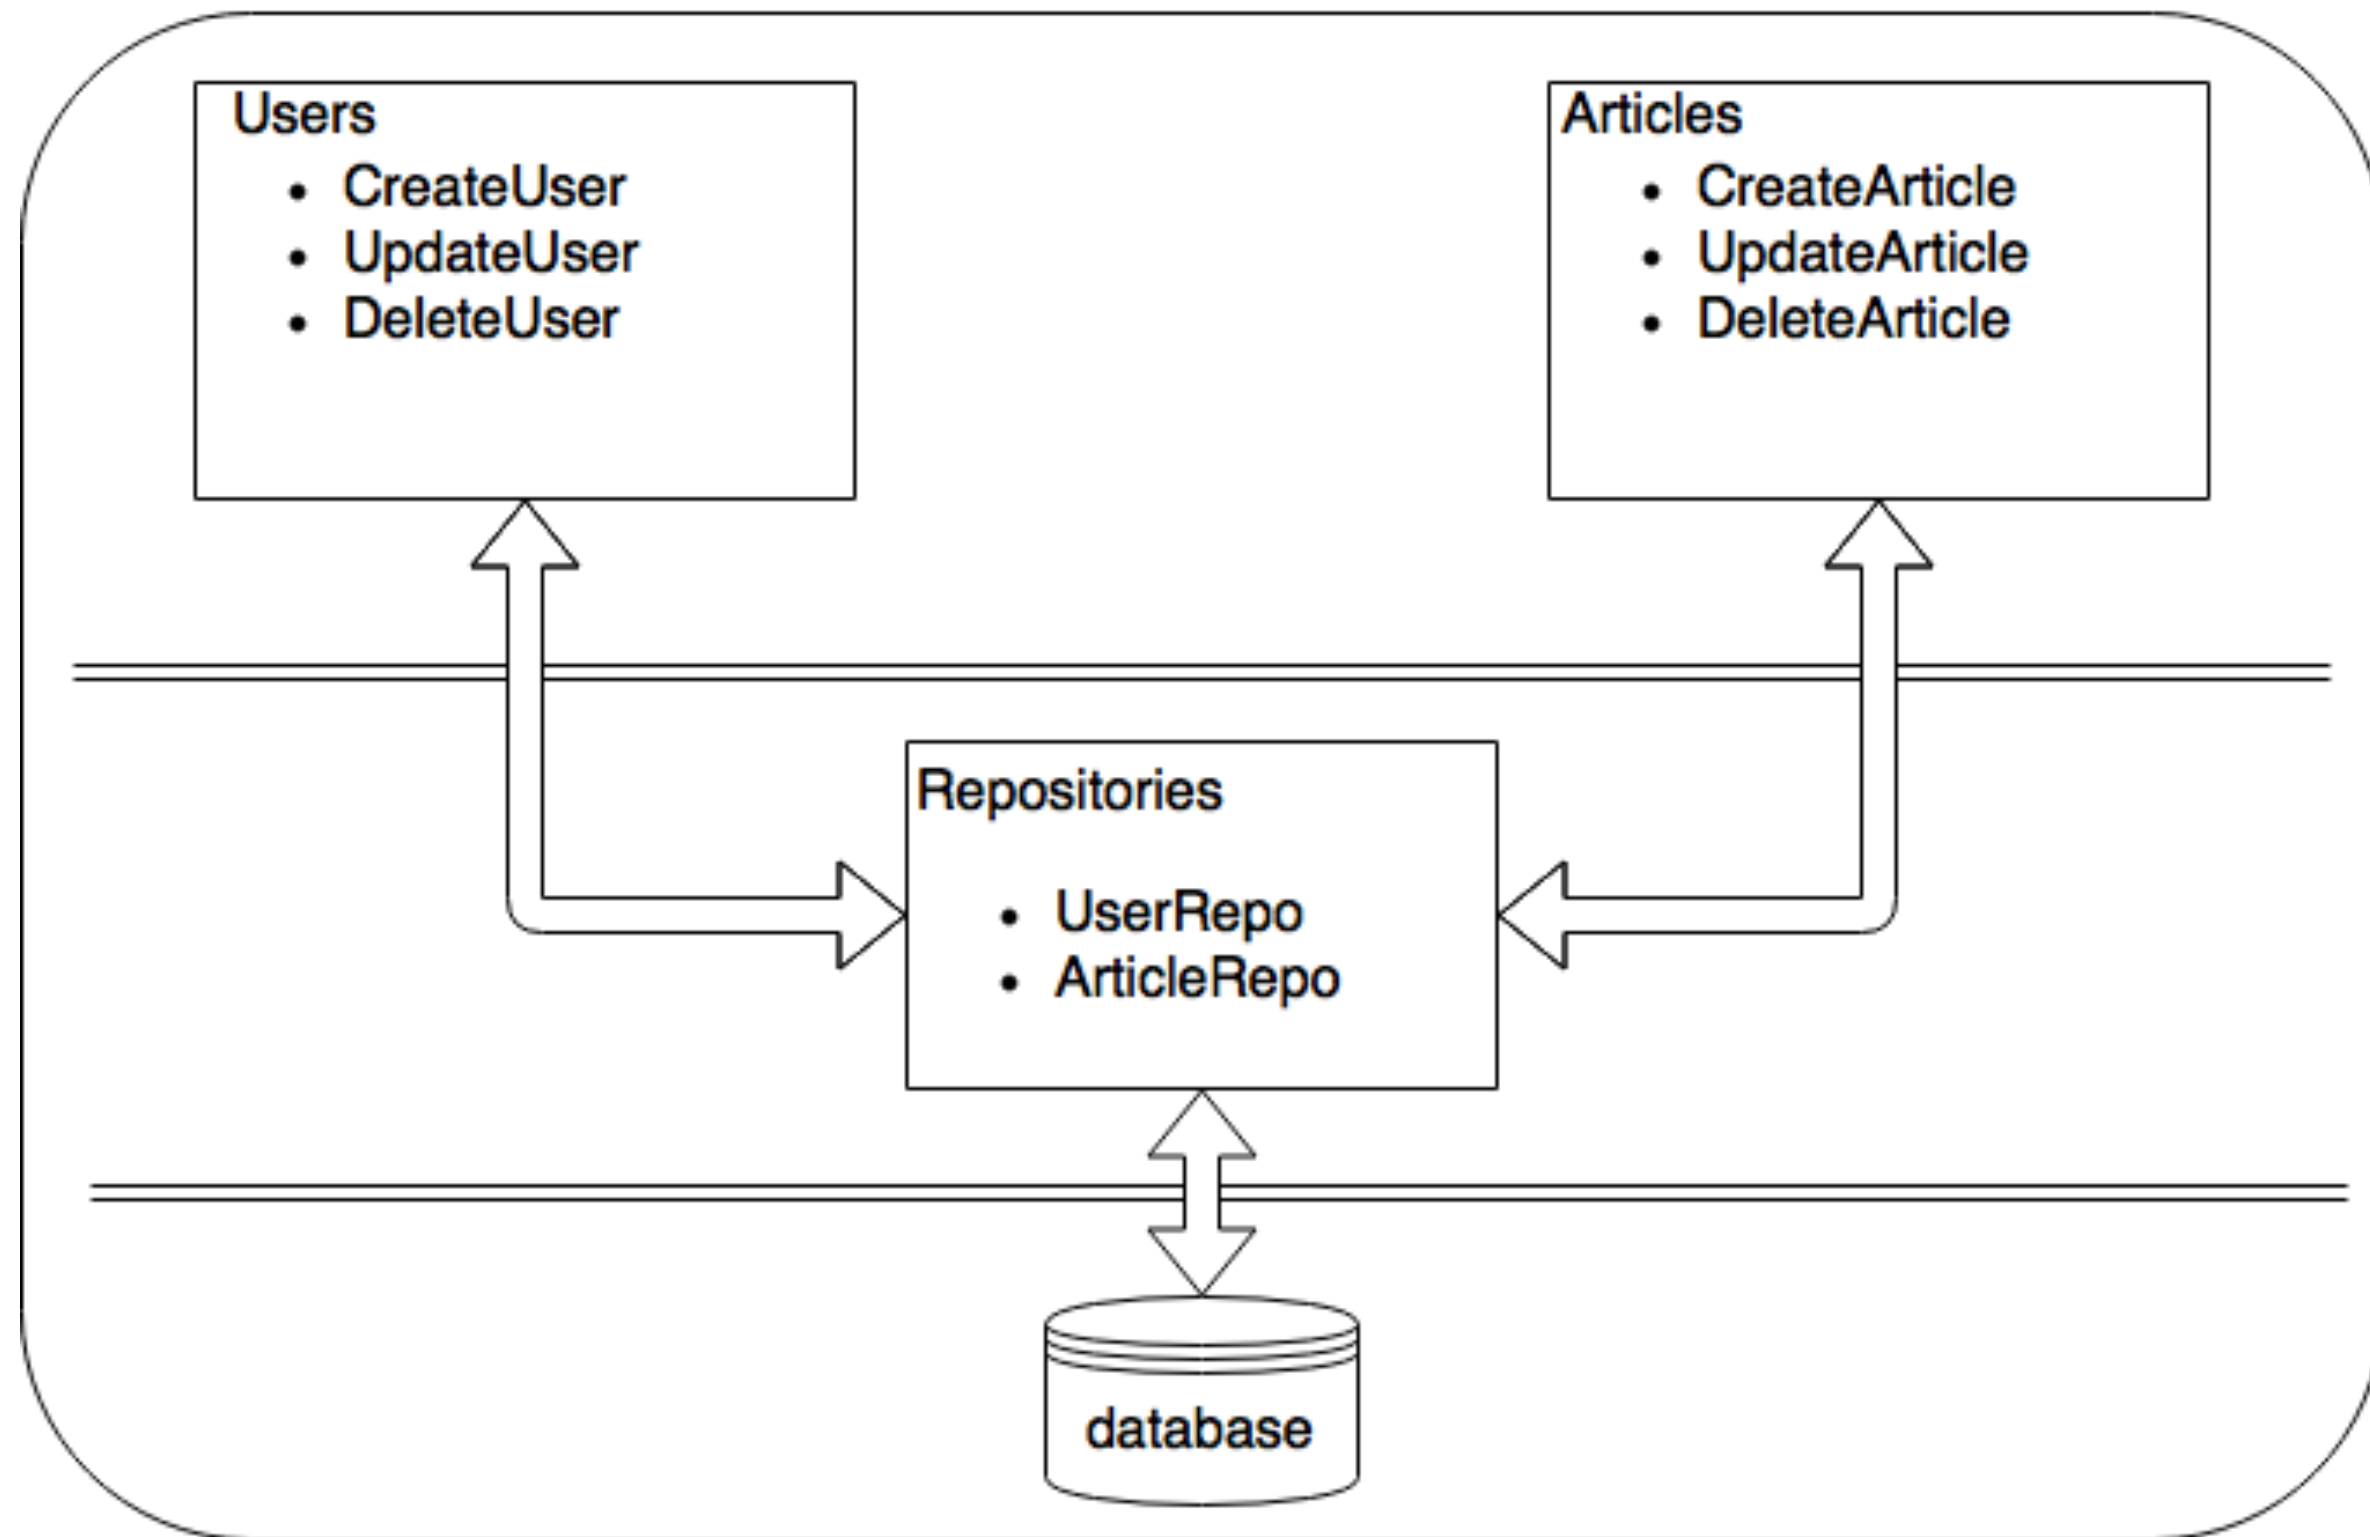 Users
• CreateUser
• UpdateUser
• DeleteUser
Articles
• CreateArticle
• UpdateArticle
• DeleteArticle
Repositories
• UserRepo
• ArticleRepo
database